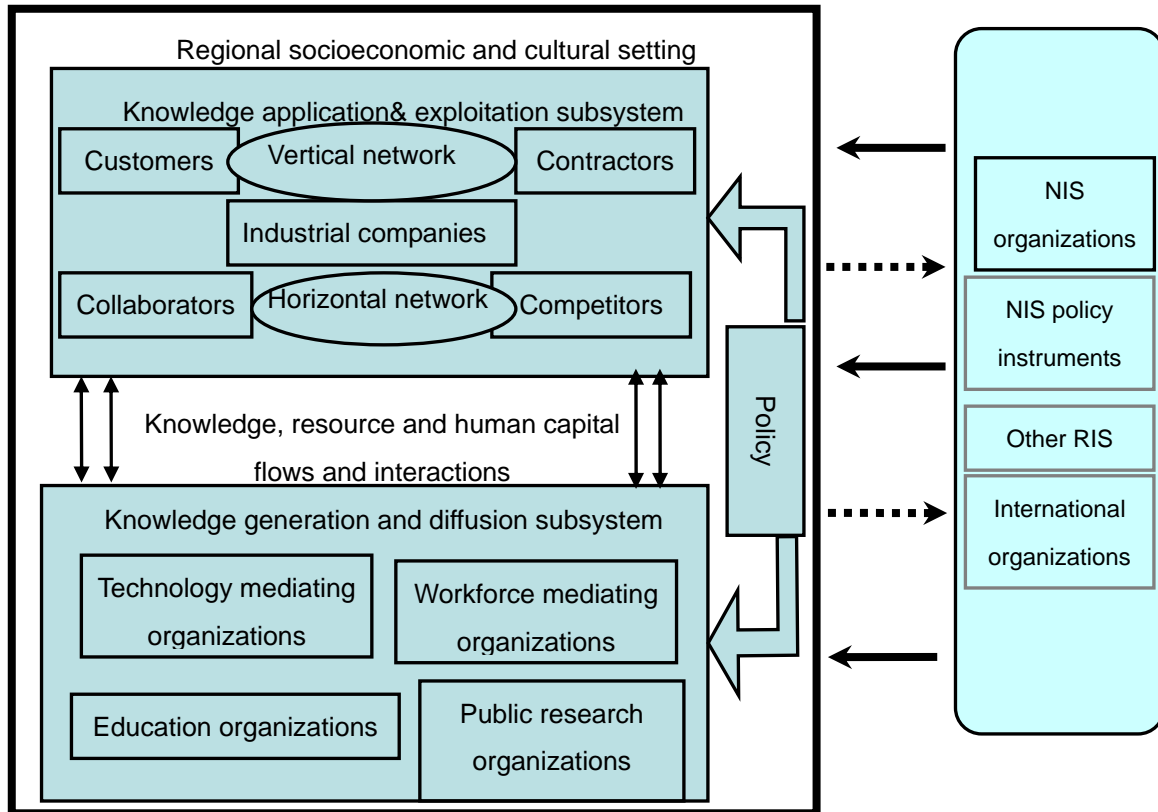 Regional socioeconomic and cultural setting
Knowledge application& exploitation subsystem
Customers
Vertical network
Contractors
Industrial companies
Collaborators
Horizontal network
Competitors
Knowledge, resource and human capital
flows and interactions
Policy
Knowledge generation and diffusion subsystem
Technology mediating
organizations
Workforce mediating
organizations
Education organizations
Public research
organizations
NIS
organizations
NIS policy
instruments
Other RIS
International
organizations